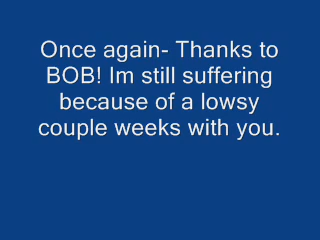 Once again- Thanks to
BOB! Im still suffering
because of a lowsy
couple weeks with you.